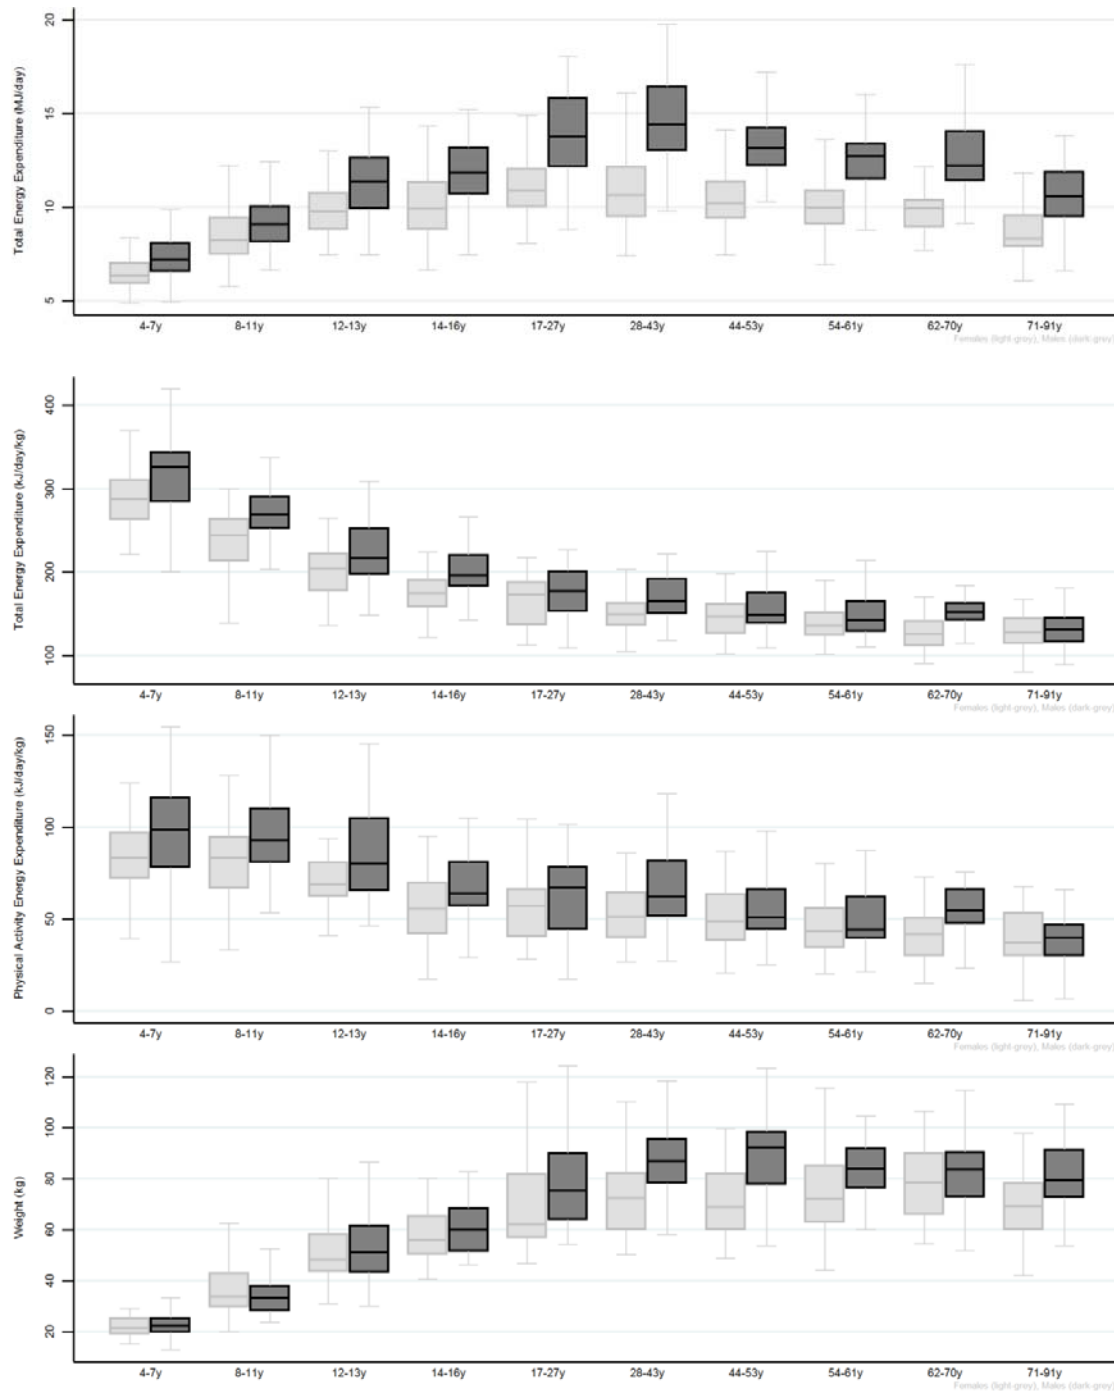 Total Energy Expenditure (MJ/day)
20
15
10
5
4-7y 8-11y 12-13y 14-16y 17-27y 28-43y 44-53y 54-61y 62-70y 71-91y
Females (light-grey), Males (dark-grey)
Total Energy Expenditure (kJ/day/kg)
400
300
200
100
4-7y 8-11y 12-13y 14-16y 17-27y 28-43y 44-53y 54-61y 62-70y 71-91y
Females (light-grey), Males (dark-grey)
Physical Activity Energy Expenditure (kJ/day/kg)
150
100
50
0
4-7y 8-11y 12-13y 14-16y 17-27y 28-43y 44-53y 54-61y 62-70y 71-91y
Females (light-grey), Males (dark-grey)
Weight (kg)
120
100
80
60
40
20
4-7y 8-11y 12-13y 14-16y 17-27y 28-43y 44-53y 54-61y 62-70y 71-91y
Females (light-grey), Males (dark-grey)